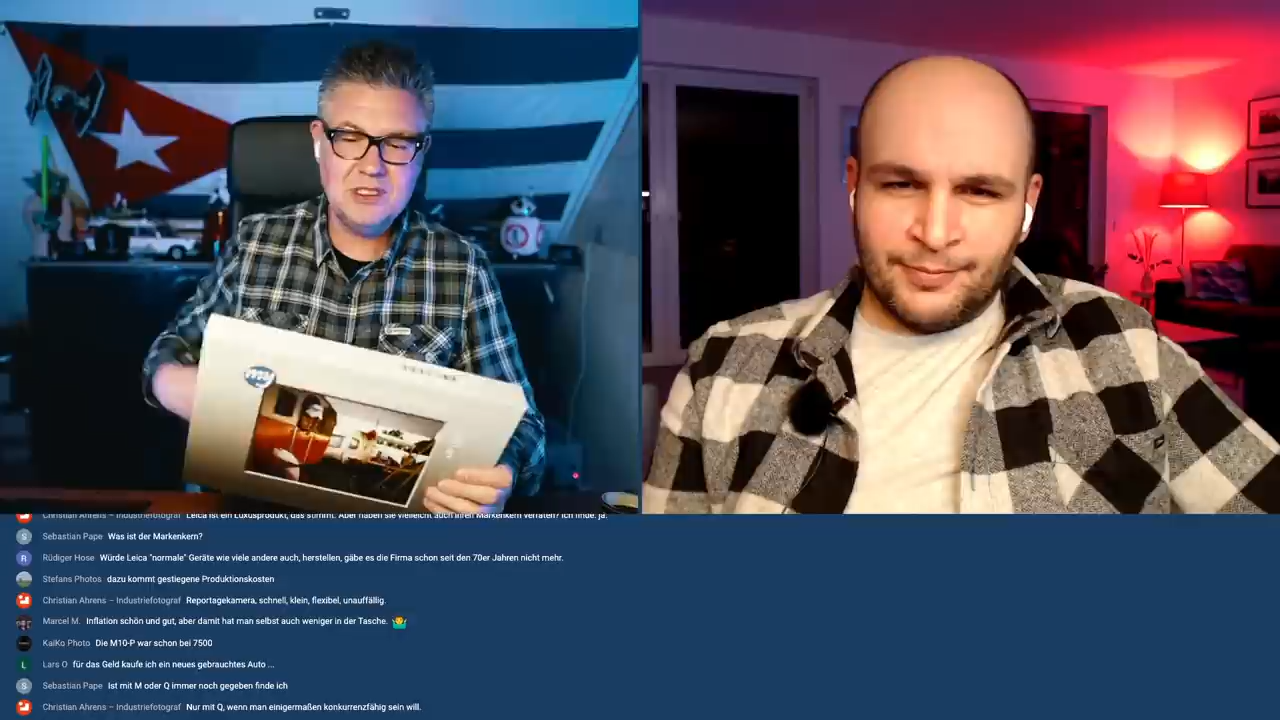 Christian Ahrens – Industriefotograf Leica ist ein Luxusprodukt, das stimmt. Aber haben sie vielleicht auch ihren Markenkern verraten? Ich finde: ja.
Sebastian Pape Was ist der Markenkern?
Rüdiger Hose Würde Leica "normale" Geräte wie viele andere auch, herstellen, gäbe es die Firma schon seit den 70er Jahren nicht mehr.
Stefans Photos dazu kommt gestiegene Produktionskosten
Christian Ahrens – Industriefotograf Reportagekamera, schnell, klein, flexibel, unauffällig.
Marcel M. Inflation schön und gut, aber damit hat man selbst auch weniger in der Tasche. 🤷‍♂️
KaiKo Photo Die M10-P war schon bei 7500
Lars O für das Geld kaufe ich ein neues gebrauchtes Auto ...
Sebastian Pape Ist mit M oder Q immer noch gegeben finde ich
Christian Ahrens – Industriefotograf Nur mit Q, wenn man einigermaßen konkurrenzfähig sein will.